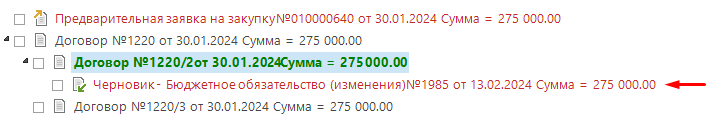 Предварительная заявка на закупку№010000640 от 30.01.2024 Сумма = 275 000.00
Договор №1220 от 30.01.2024 Сумма = 275 000.00
Договор №1220/2от 30.01.2024Сумма = 275000.00
Черновик - Бюджетное обязательство (изменения)№1985 от 13.02.2024 Сумма = 275 000.00
Договор №1220/3 от 30.01.2024 Сумма = 275 000.00